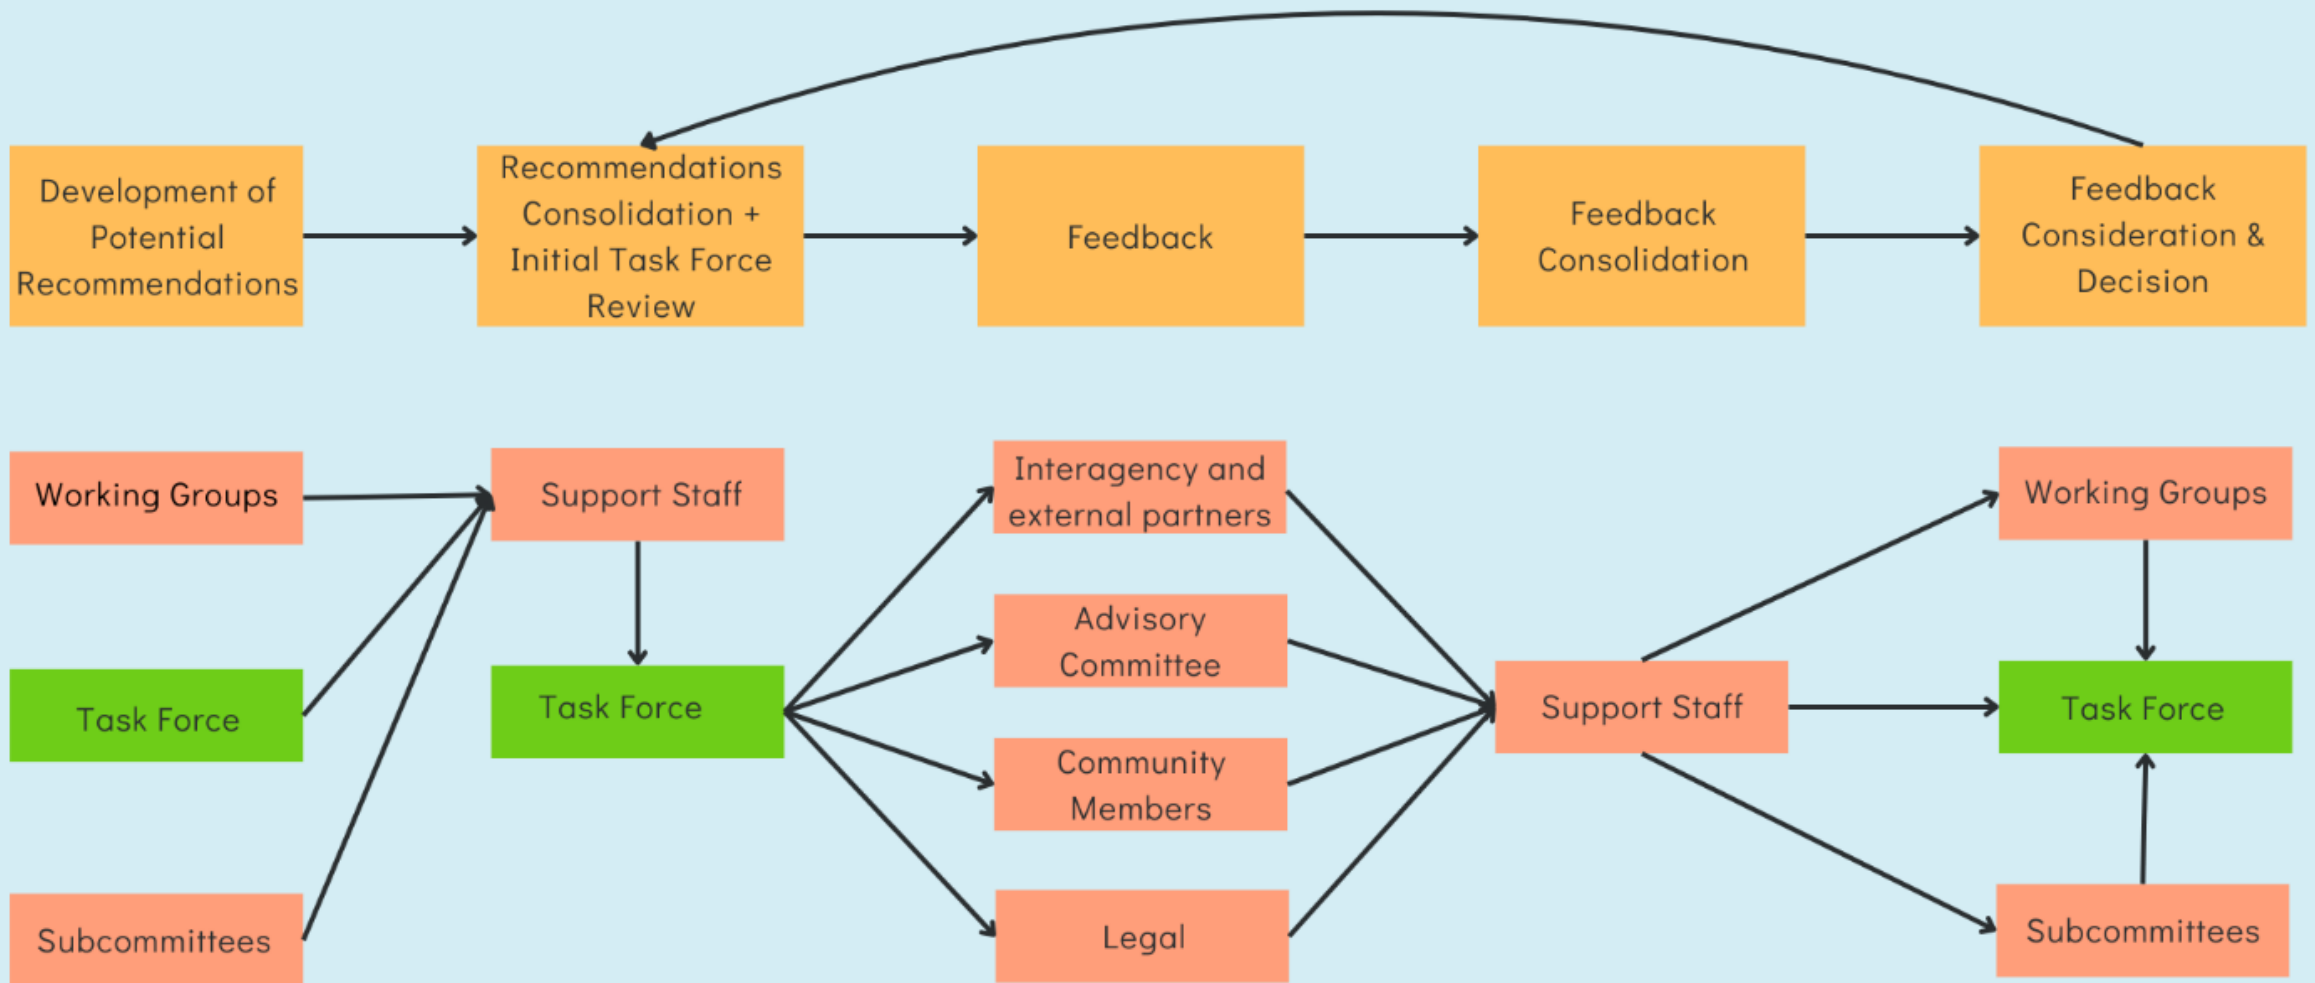 Development of
Potential
Recommendations
Recommendations
Consolidation +
Initial Task Force
Review
Feedback
Feedback
Consolidation
Feedback
Consideration &
Decision
Working Groups
Task Force
Subcommittees
Support Staff
Task Force
Interagency and
external partners
Advisory
Committee
Community
Members
Legal
Support Staff
Working Groups
Task Force
Subcommittees